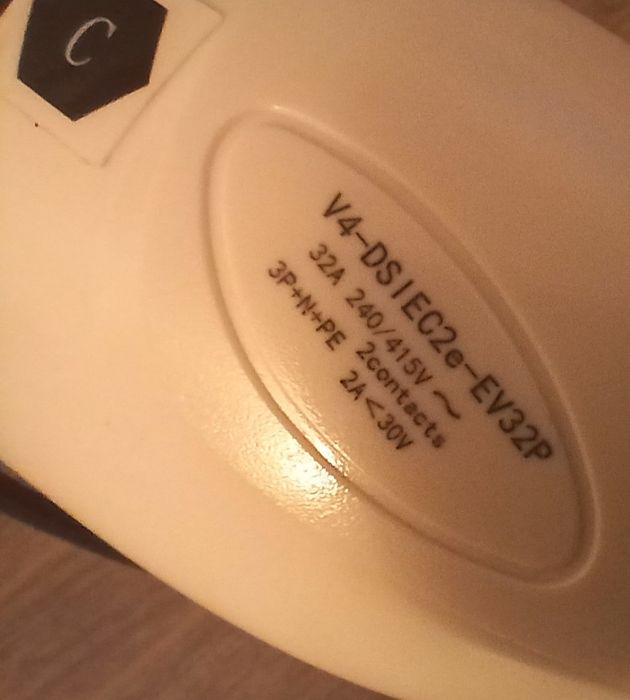 C
V4-DSIEC2e-EV32P
32A 240/415V ~
3P+N+PE 2contacts
2A<30V